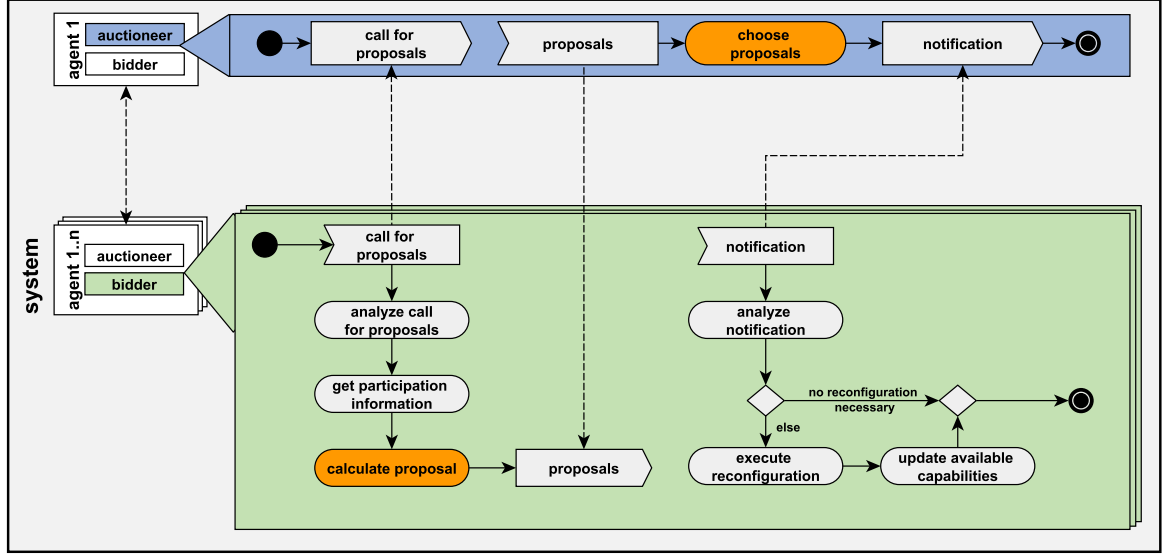 system
agent 1
auctioneer
bidder
call for
proposals
proposals
choose
proposals
notification
agent 1..n
auctioneer
bidder
call for
proposals
analyze call
for proposals
get participation
information
calculate proposal
proposals
notification
analyze
notification
no reconfiguration
necessary
else
execute
reconfiguration
update available
capabilities